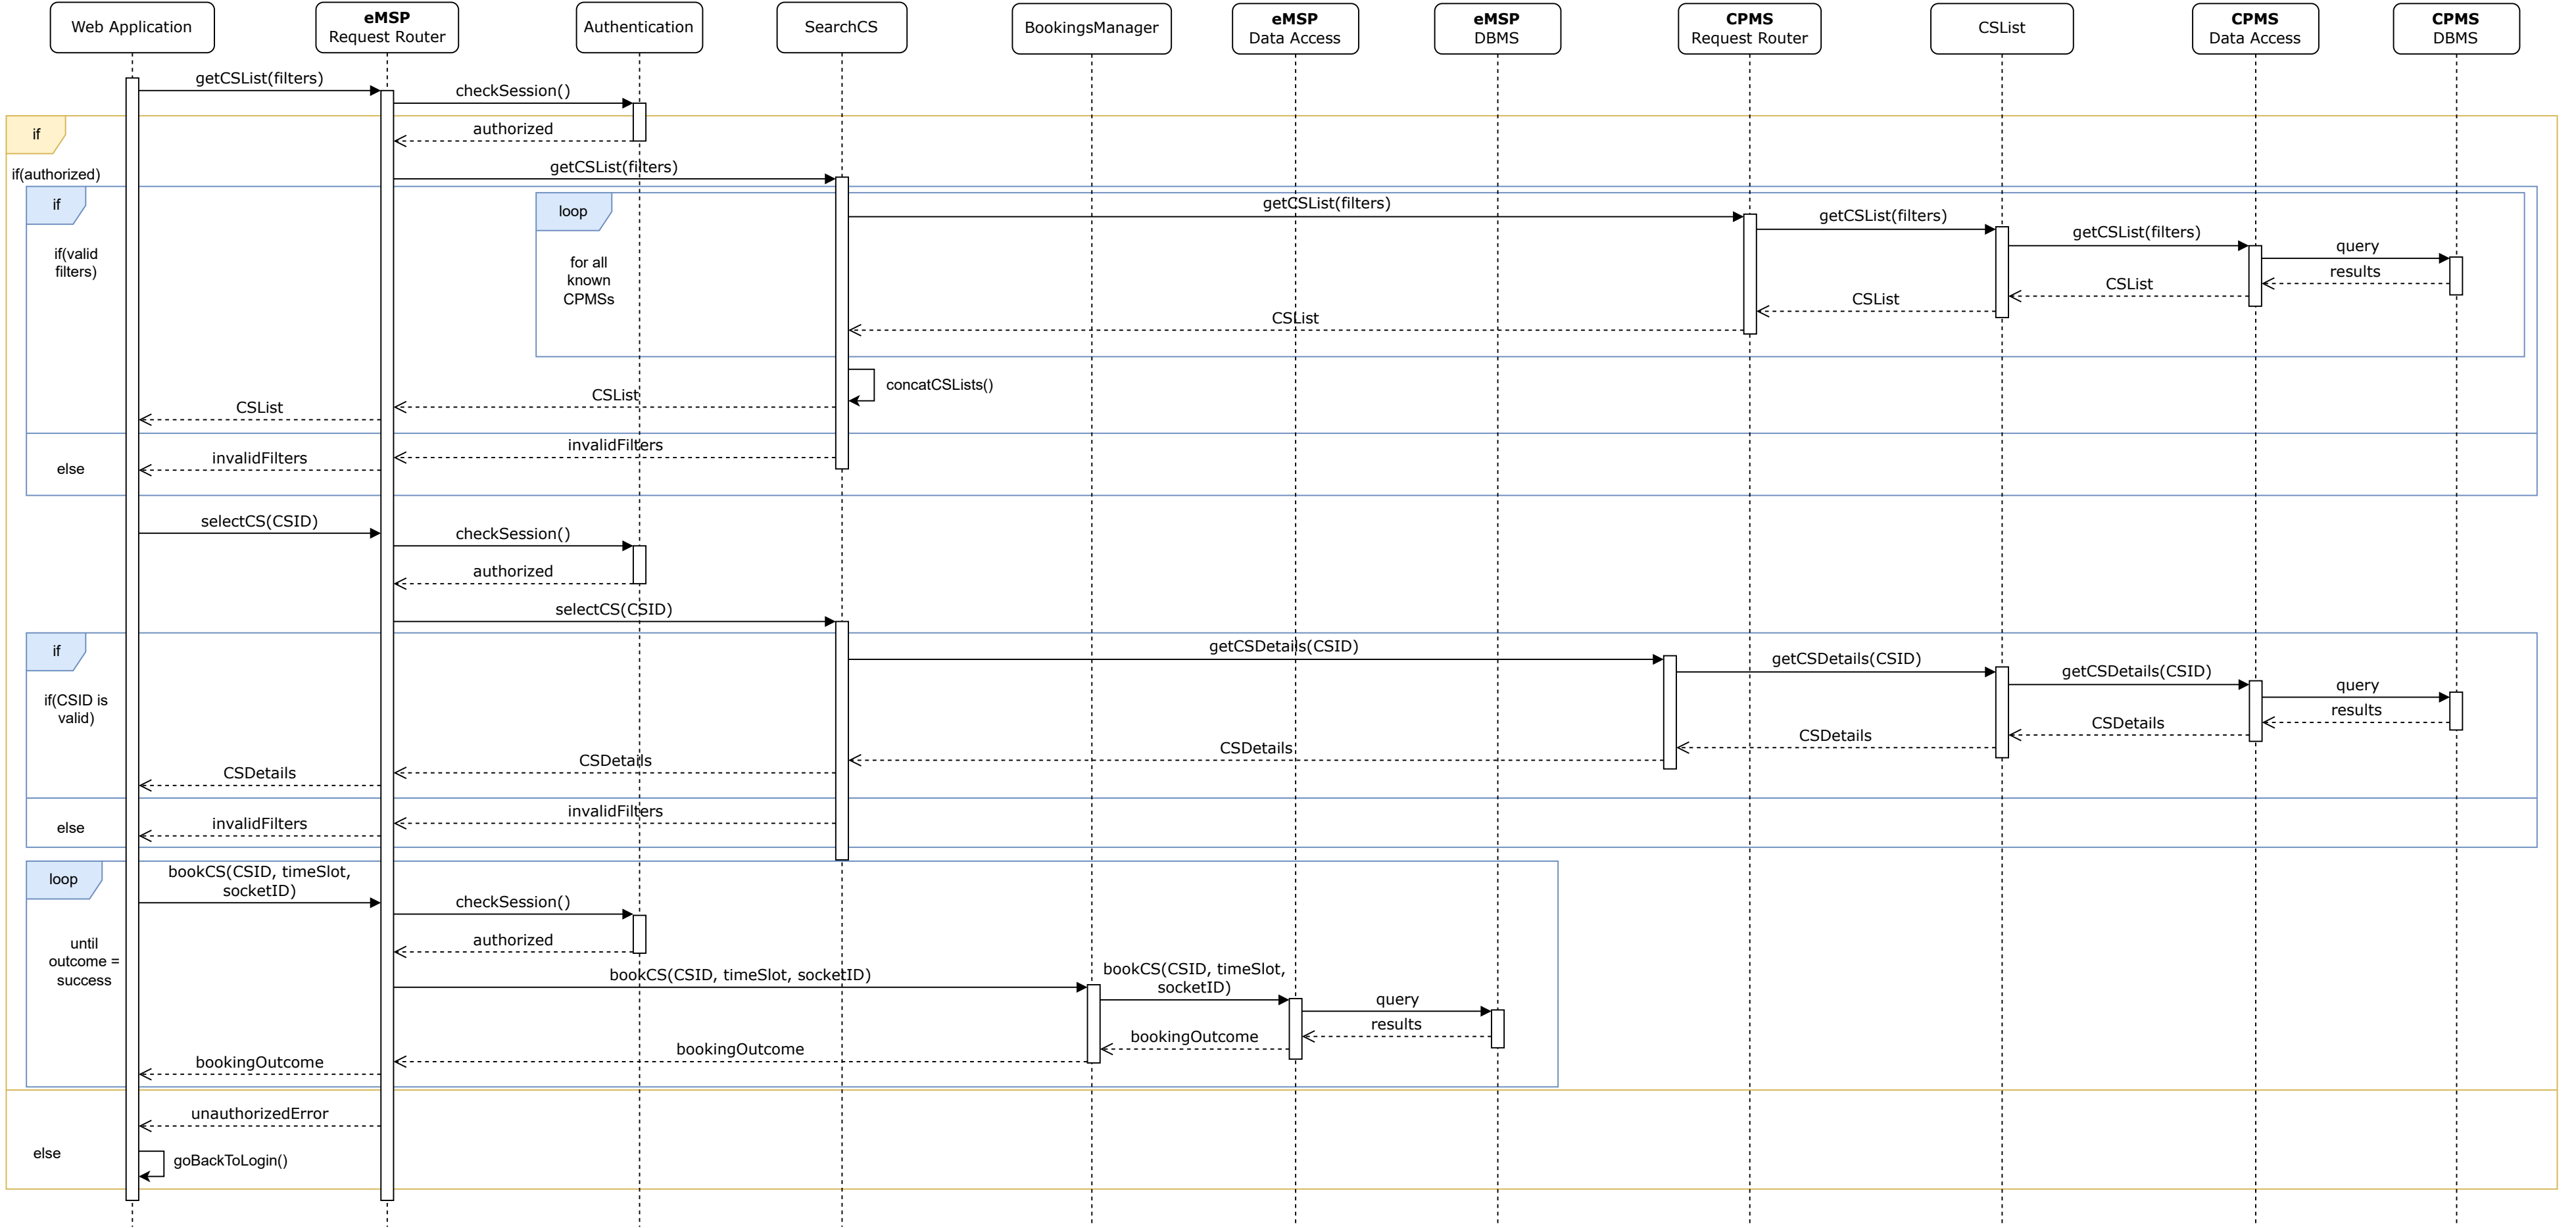 Web Application
eMSP
Request Router
Authentication
SearchCS
BookingsManager
eMSP
Data Access
eMSP
DBMS
CPMS
Request Router
CSList
CPMS
Data Access
CPMS
DBMS
getCSList(filters)
checkSession()
if
authorized
if(authorized)
getCSList(filters)
if
loop
getCSList(filters)
getCSList(filters)
getCSList(filters)
query
if(valid
filters)
for all
known
CPMSs
results
CSList
CSList
CSList
concatCSLists()
CSList
CSList
else
invalidFilters
invalidFilters
selectCS(CSID)
checkSession()
authorized
selectCS(CSID)
if
getCSDetails(CSID)
getCSDetails(CSID)
getCSDetails(CSID)
query
if(CSID is
valid)
results
CSDetails
CSDetails
CSDetails
CSDetails
CSDetails
else
invalidFilters
invalidFilters
loop
bookCS(CSID, timeSlot,
socketID)
checkSession()
until
outcome =
success
authorized
bookCS(CSID, timeSlot, socketID)
bookCS(CSID, timeSlot,
socketID)
query
results
bookingOutcome
bookingOutcome
bookingOutcome
unauthorizedError
else
goBackToLogin()